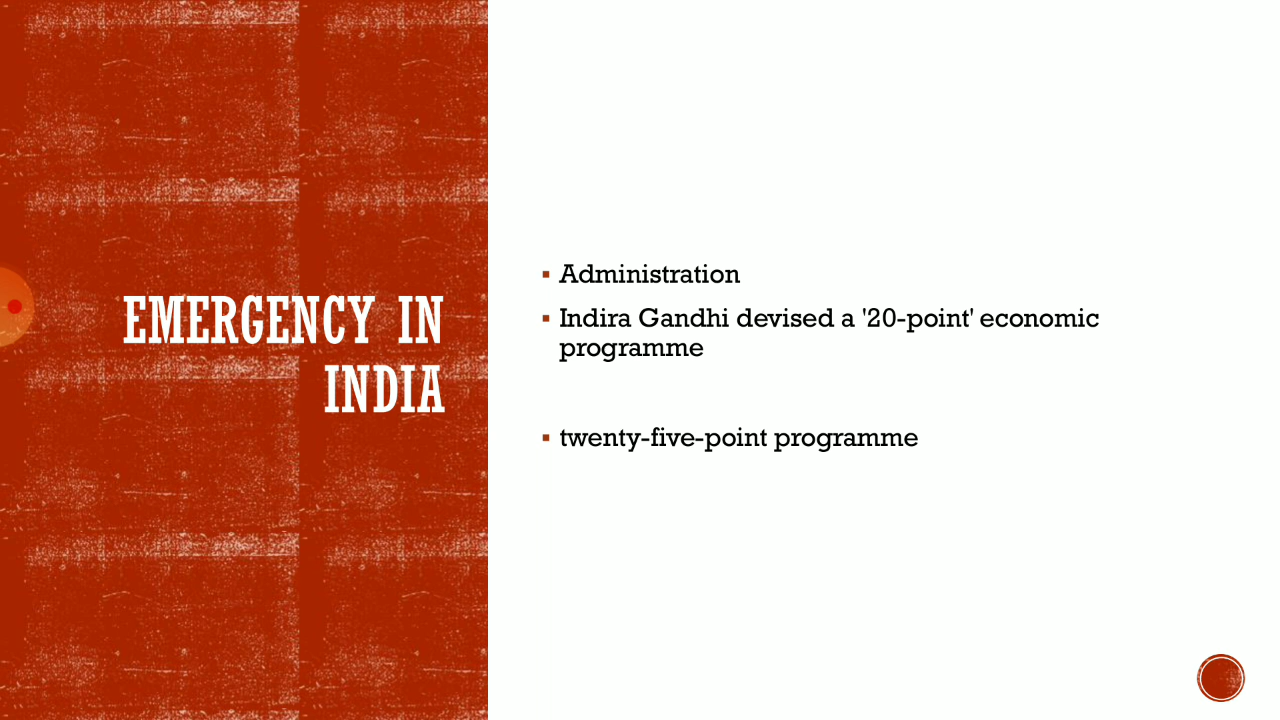 EMERGENCY IN
INDIA
Administration
Indira Gandhi devised a '20-point' economic
programme
twenty-five-point programme